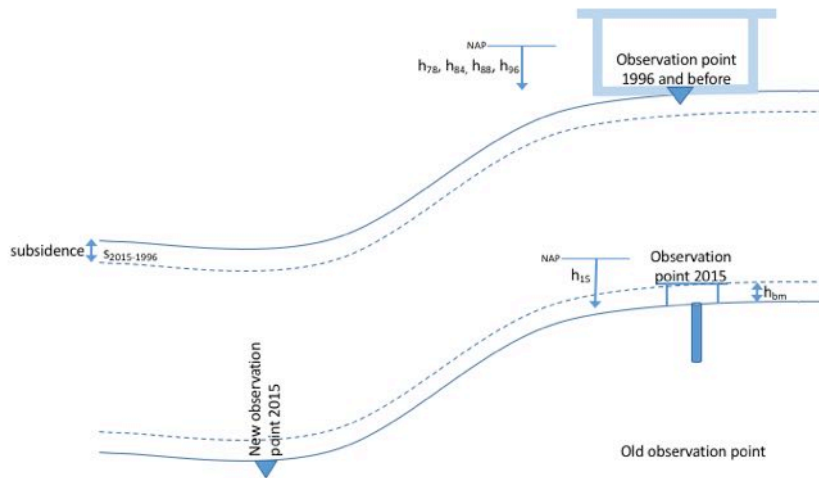 NAP
h78, h84, h88, h96
Observation point
1996 and before
subsidence
s2015-1996
NAP
h15
Observation
point 2015
hbm
New observation
point 2015
Old observation point